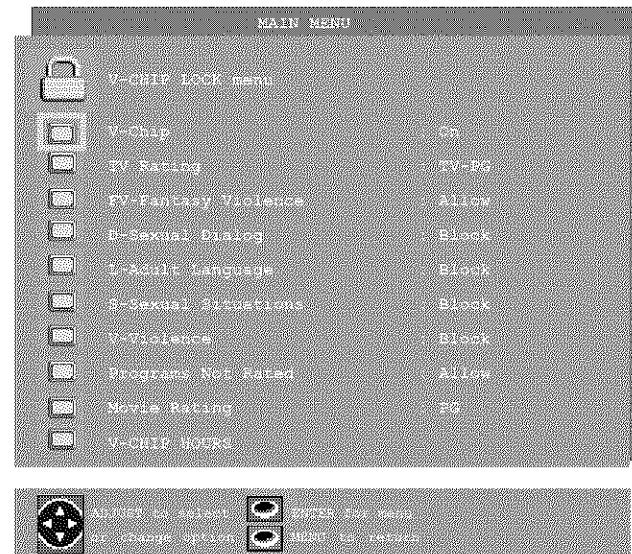 MAIN MENU
V-CHIP LOCK menu
V-Chip : On
TV Rating : TV-PG
FV-Fantasy Violence : Allow
D-Sexual Dialog : Block
L-Adult Language : Block
S-Sexual Situations : Block
V-Violence : Block
Programs Not Rated : Allow
Movie Rating : PG
V-CHIP HOURS
ADJUST to select ENTER for menu
or change option MENU to return